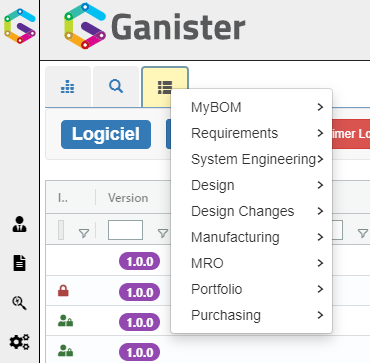 Ganister
MyBOM
Logiciel
Requirements
imer Lo
System Engineering
Design
I..
Version
Design Changes
Manufacturing
1.0.0
MRO
1.0.0
Portfolio
1.0.0
Purchasing
1.0.0